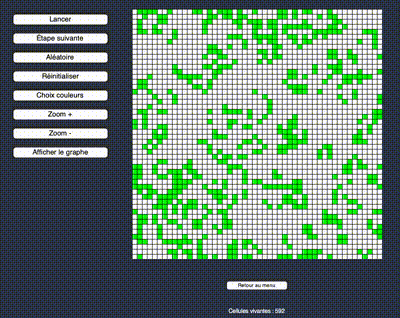 Lancer
Étape suivante
Aléatoire
Réinitialiser
Choix couleurs
Zoom +
Zoom -
Afficher le graphe
Retour au menu
Cellules vivantes : 592